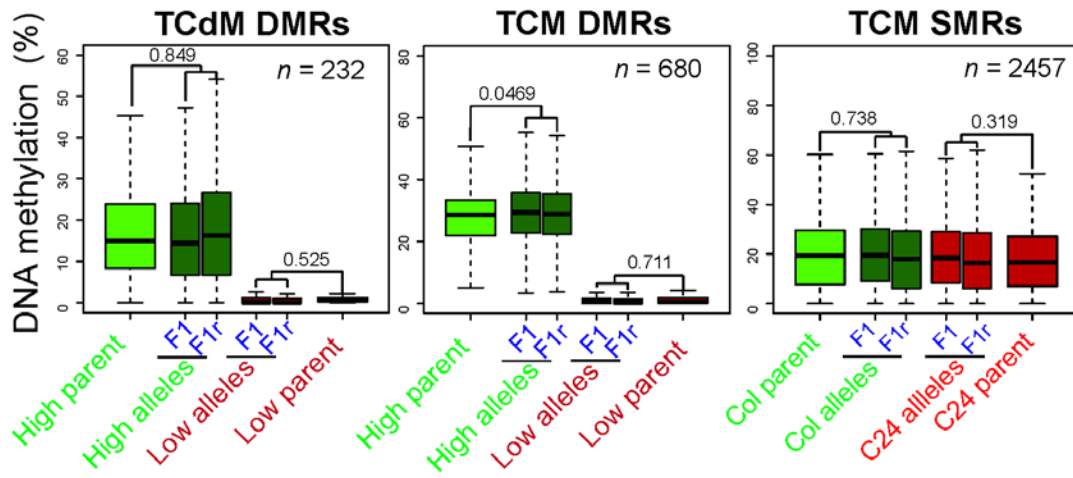 TCdM DMRs
TCM DMRs
TCM SMRs
DNA methylation (%)
0 10 20 30 40 50 60
0.849
n = 232
0.525
F1 F1r F1 F1r
High parent
High alleles
Low alleles
Low parent
0 20 40 60 80
0.0469
n = 680
0.711
F1 F1r F1 F1r
High parent
High alleles
Low alleles
Low parent
0 20 40 60 80 100
0.738
n = 2457
0.319
F1 F1r F1 F1r
Col parent
Col alleles
C24 allleles
C24 parent